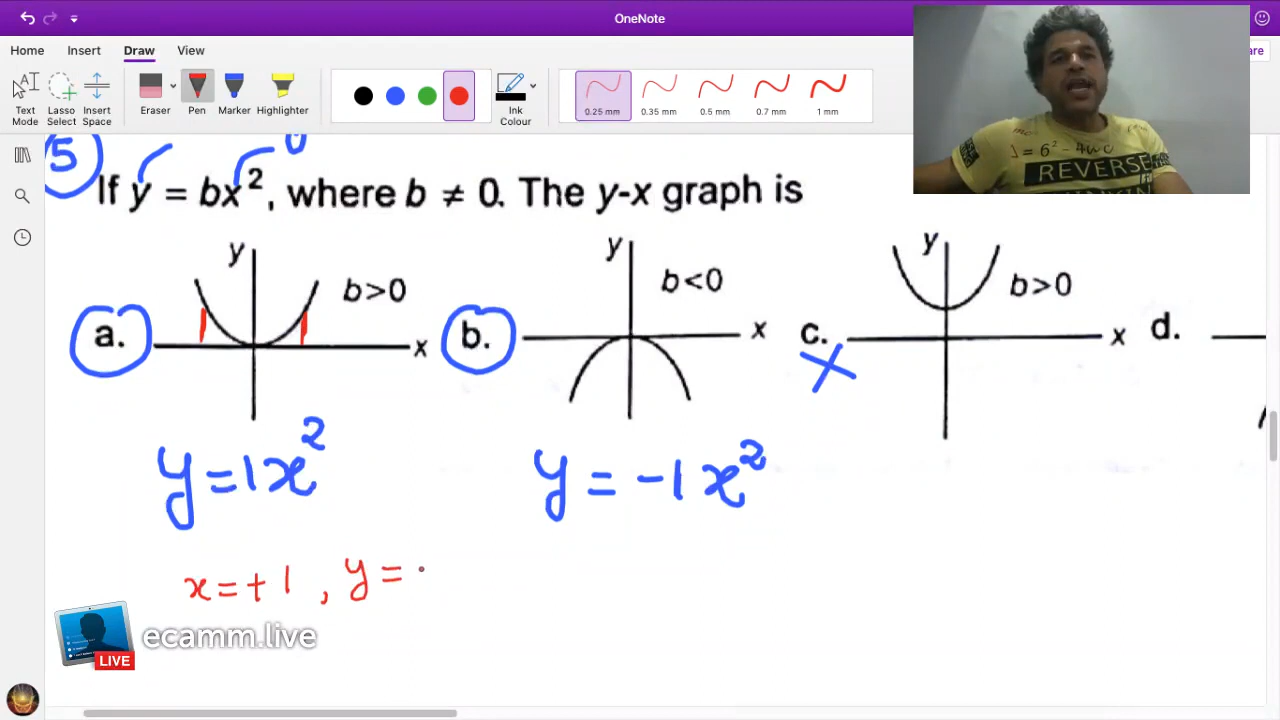 OneNote
Home Insert Draw View
Text Mode
Lasso Select
Insert Space
Eraser
Pen
Marker
Highlighter
Ink Colour
0.25 mm 0.35 mm 0.5 mm 0.7 mm 1 mm
REVERSE
5
If y = bx², where b ≠ 0. The y-x graph is
a. y b>0 x
b. y b<0 x
c. y b>0 x
d.
y = 1x²
y = -1x²
x = +1 , y =
ecamm.live
LIVE